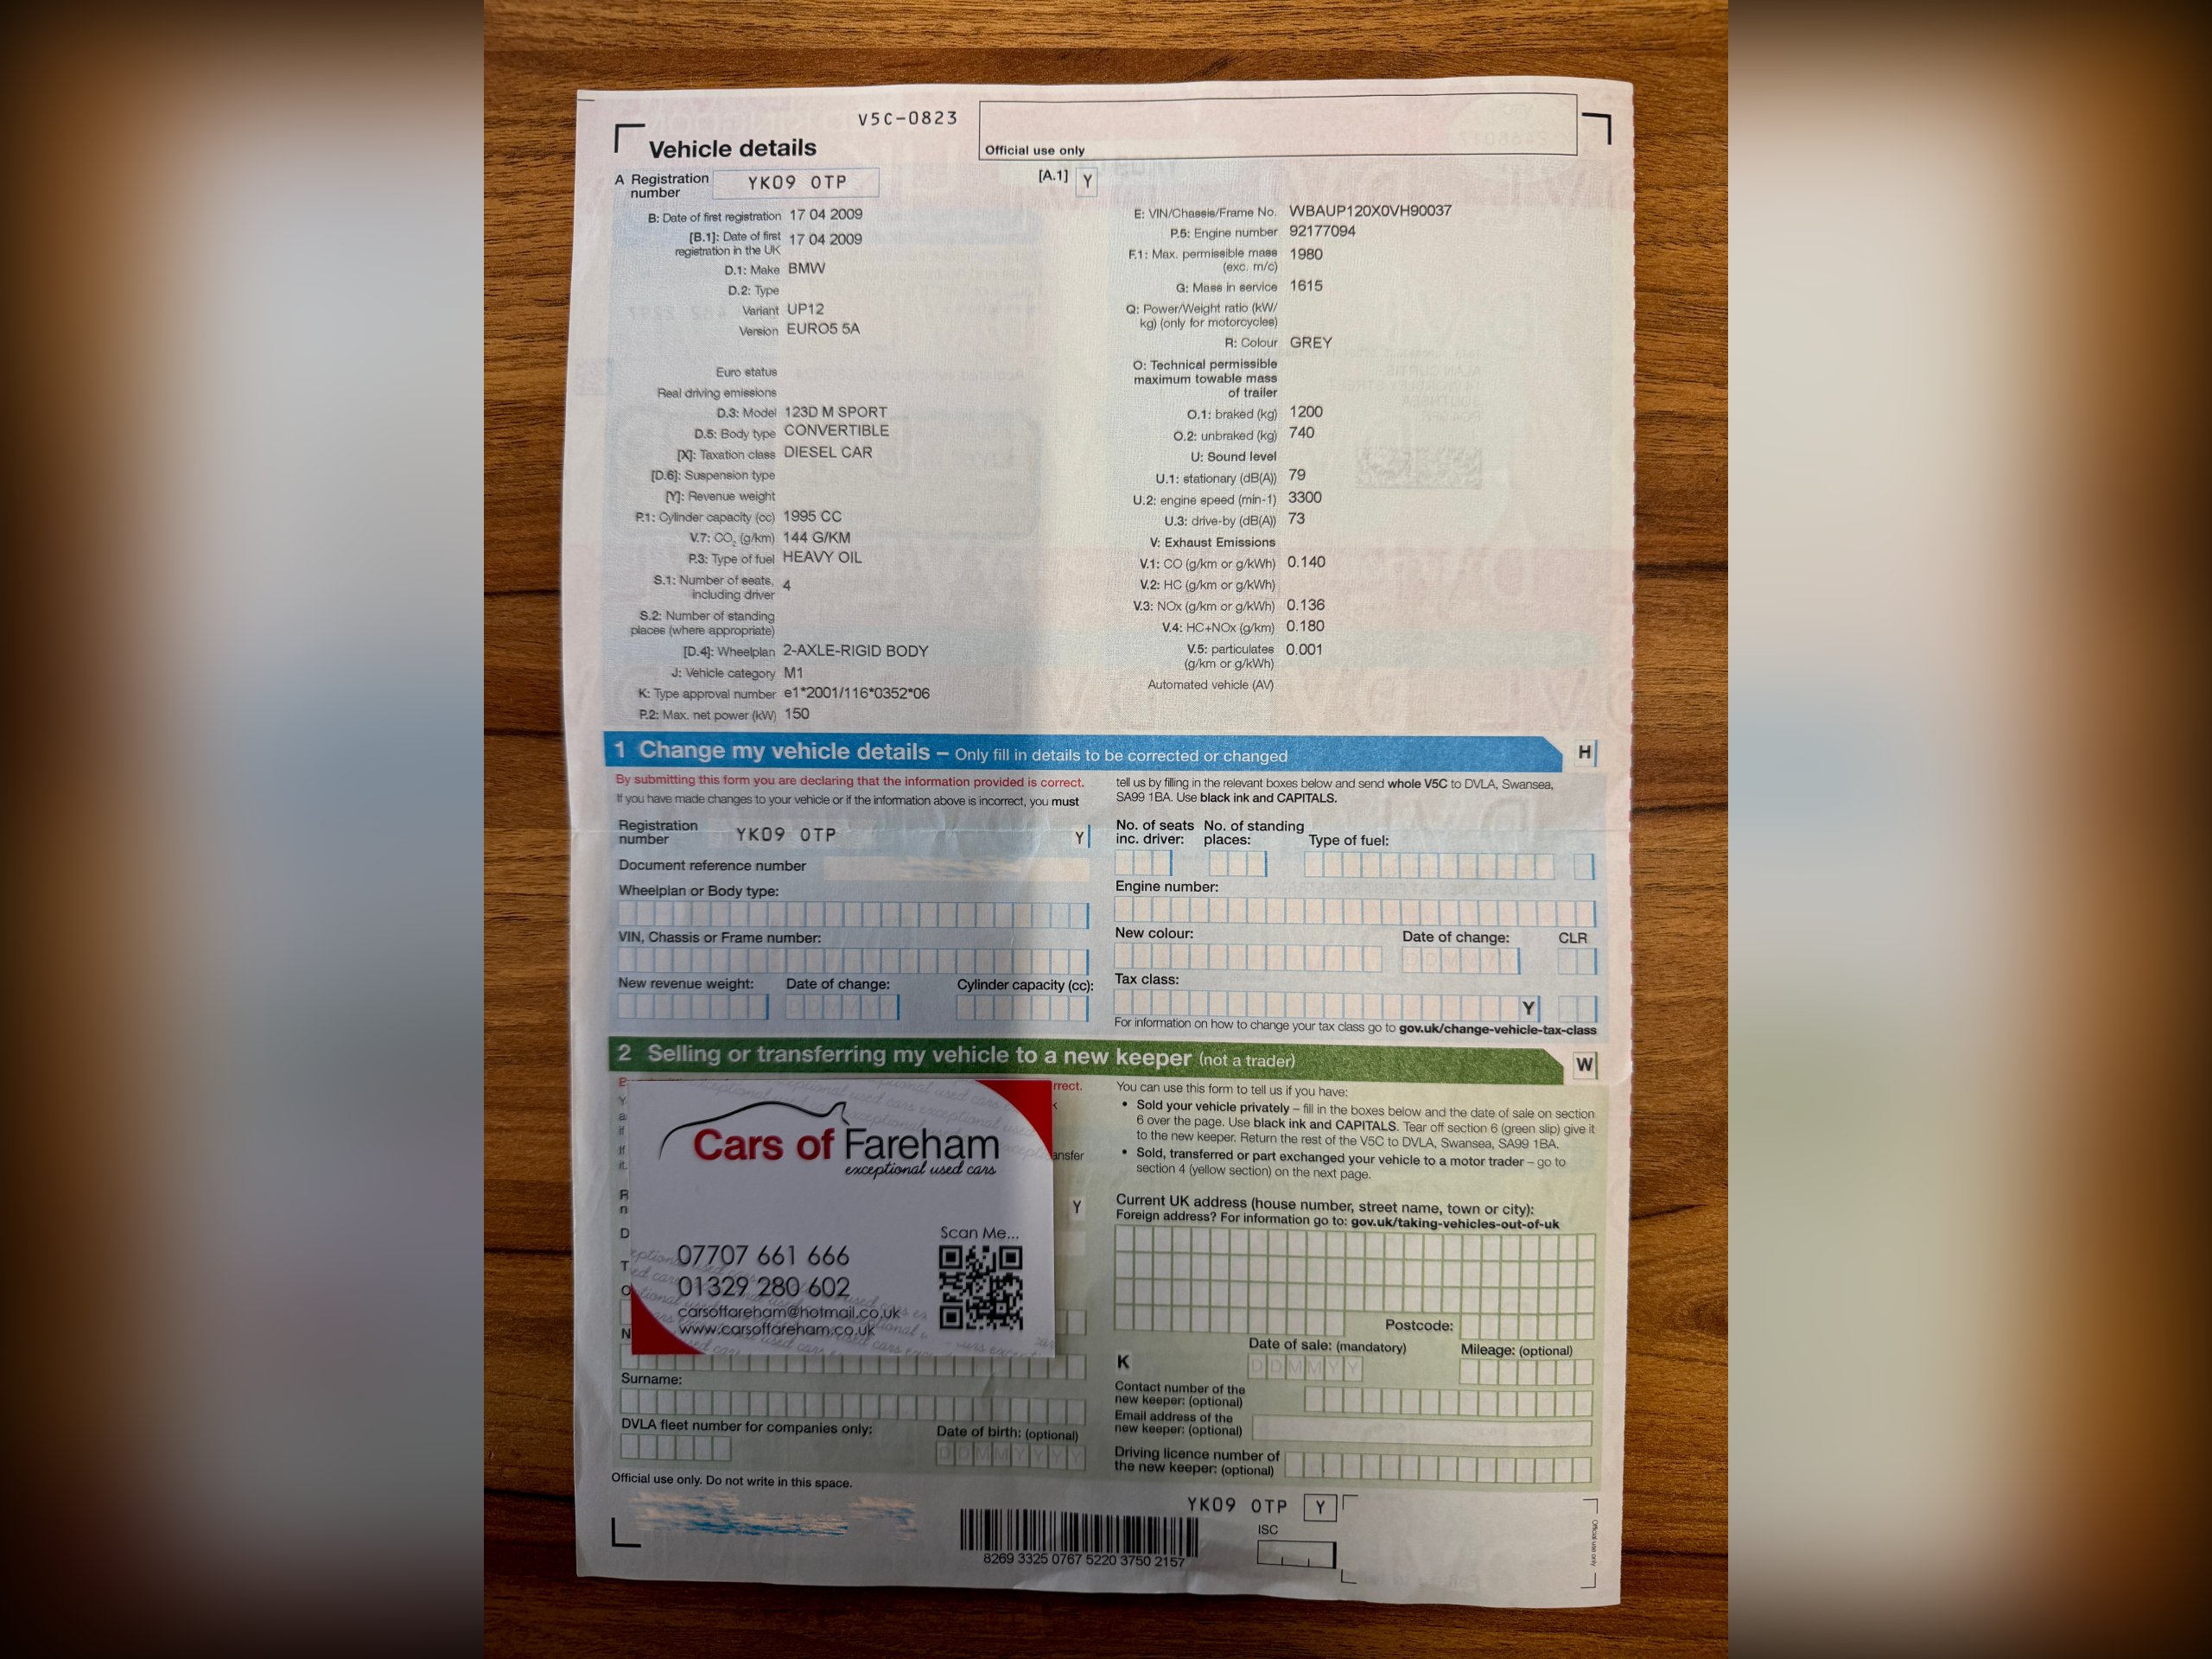 V5C-0823
Vehicle details
Official use only
A Registration number YK09 OTP
[A.1] Y
B: Date of first registration 17 04 2009
[B.1]: Date of first registration in the UK 17 04 2009
D.1: Make BMW
D.2: Type
Variant UP12
Version EURO5 5A
Euro status
Real driving emissions
D.3: Model 123D M SPORT
D.5: Body type CONVERTIBLE
[X]: Taxation class DIESEL CAR
[D.6]: Suspension type
[Y]: Revenue weight
P.1: Cylinder capacity (cc) 1995 CC
V.7: CO2 (g/km) 144 G/KM
P.3: Type of fuel HEAVY OIL
S.1: Number of seats, including driver 4
S.2: Number of standing places (where appropriate)
[D.4]: Wheelplan 2-AXLE-RIGID BODY
J: Vehicle category M1
K: Type approval number e1*2001/116*0352*06
P.2: Max. net power (kW) 150
E: VIN/Chassis/Frame No. WBAUP120X0VH90037
P.5: Engine number 92177094
F.1: Max. permissible mass (exc. m/c) 1980
G: Mass in service 1615
Q: Power/Weight ratio (kW/kg) (only for motorcycles)
R: Colour GREY
O: Technical permissible maximum towable mass of trailer
O.1: braked (kg) 1200
O.2: unbraked (kg) 740
U: Sound level
U.1: stationary (dB(A)) 79
U.2: engine speed (min-1) 3300
U.3: drive-by (dB(A)) 73
V: Exhaust Emissions
V.1: CO (g/km or g/kWh) 0.140
V.2: HC (g/km or g/kWh)
V.3: NOx (g/km or g/kWh) 0.136
V.4: HC+NOx (g/km) 0.180
V.5: particulates (g/km or g/kWh) 0.001
Automated vehicle (AV)
1 Change my vehicle details – Only fill in details to be corrected or changed
H
By submitting this form you are declaring that the information provided is correct.
If you have made changes to your vehicle or if the information above is incorrect, you must
tell us by filling in the relevant boxes below and send whole V5C to DVLA, Swansea,
SA99 1BA. Use black ink and CAPITALS.
Registration number YK09 OTP Y
Document reference number
Wheelplan or Body type:
VIN, Chassis or Frame number:
New revenue weight: Date of change: Cylinder capacity (cc):
DDMMYY
No. of seats inc. driver: No. of standing places: Type of fuel:
Engine number:
New colour: Date of change: CLR
DDMMYY
Tax class:
Y
For information on how to change your tax class go to gov.uk/change-vehicle-tax-class
2 Selling or transferring my vehicle to a new keeper (not a trader)
W
rrect.
ansfer
Y
Cars of Fareham
exceptional used cars
Scan Me...
07707 661 666
01329 280 602
carsoffareham@hotmail.co.uk
www.carsoffareham.co.uk
Surname:
DVLA fleet number for companies only: Date of birth: (optional)
DDMMYYYY
You can use this form to tell us if you have:
• Sold your vehicle privately – fill in the boxes below and the date of sale on section
6 over the page. Use black ink and CAPITALS. Tear off section 6 (green slip) give it
to the new keeper. Return the rest of the V5C to DVLA, Swansea, SA99 1BA.
• Sold, transferred or part exchanged your vehicle to a motor trader – go to
section 4 (yellow section) on the next page.
Current UK address (house number, street name, town or city):
Foreign address? For information go to: gov.uk/taking-vehicles-out-of-uk
Postcode:
Date of sale: (mandatory) Mileage: (optional)
K DDMMYY
Contact number of the new keeper: (optional)
Email address of the new keeper: (optional)
Driving licence number of the new keeper: (optional)
Official use only. Do not write in this space.
YK09 OTP Y
ISC
8269 3325 0767 5220 3750 2157
Official use only